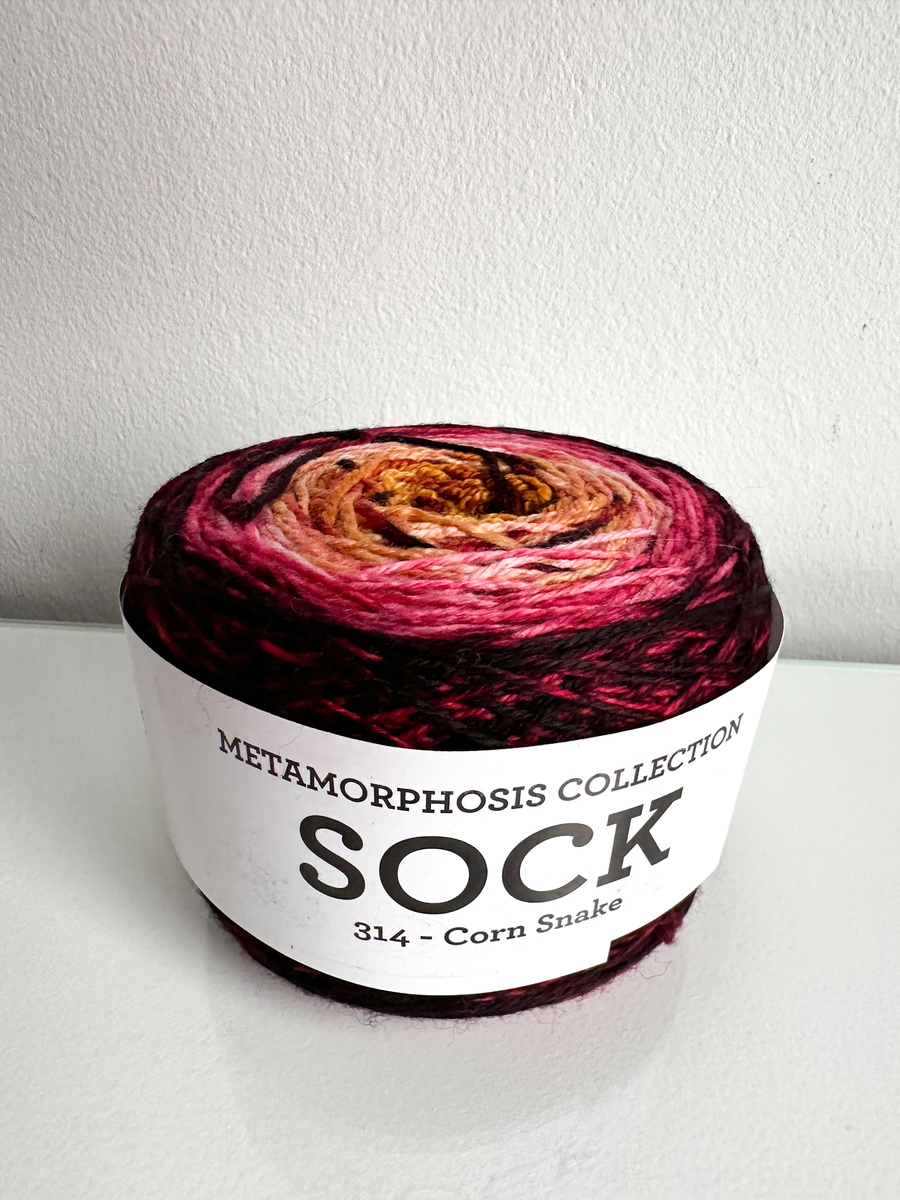 METAMORPHOSIS COLLECTION
SOCK
314 - Corn Snake